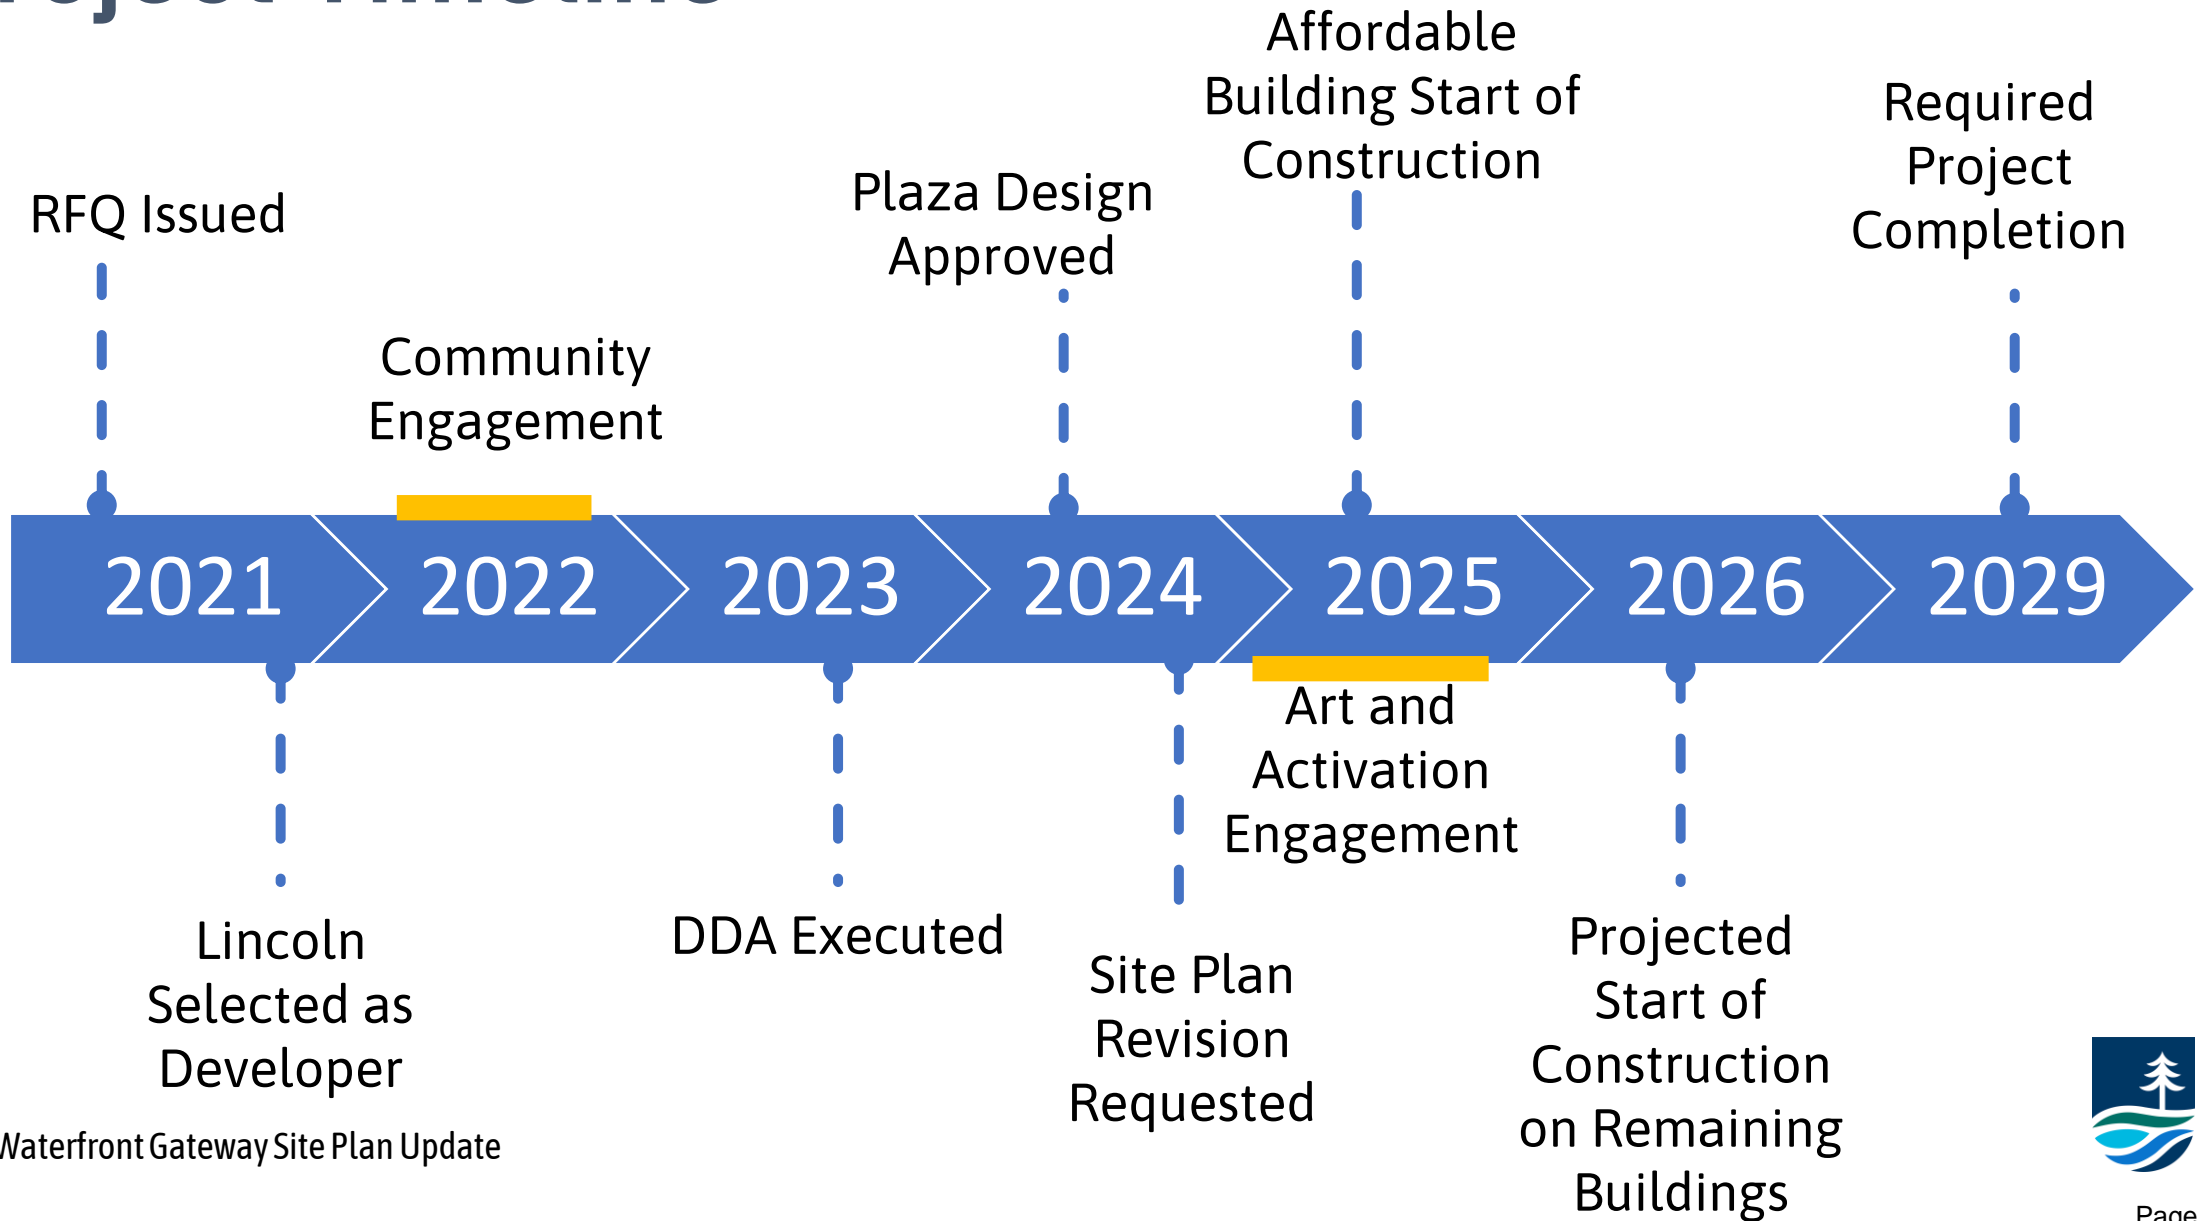 Timeline
Affordable
Building Start of
Construction
Required
Project
Completion
Plaza Design
Approved
RFQ Issued
Community
Engagement
2021
2022
2023
2024
2025
2026
2029
Art and
Activation
Engagement
Lincoln
Selected as
Developer
DDA Executed
Site Plan
Revision
Requested
Projected
Start of
Construction
on Remaining
Buildings
Waterfront Gateway Site Plan Update
Page